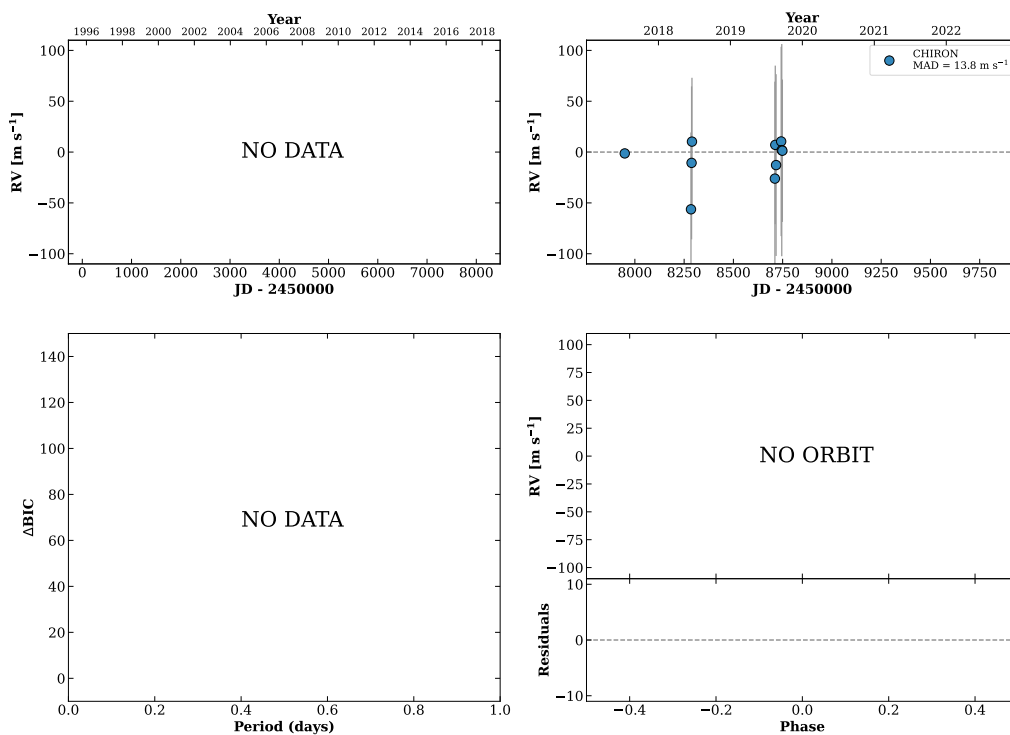 Year
1996 1998 2000 2002 2004 2006 2008 2010 2012 2014 2016 2018
100
50
0
−50
−100
RV [m s⁻¹]
NO DATA
0 1000 2000 3000 4000 5000 6000 7000 8000
JD - 2450000
Year
2018 2019 2020 2021 2022
100
50
0
−50
−100
RV [m s⁻¹]
CHIRON
MAD = 13.8 m s⁻¹
8000 8250 8500 8750 9000 9250 9500 9750
JD - 2450000
140
120
100
80
60
40
20
0
ΔBIC
NO DATA
0.0 0.2 0.4 0.6 0.8 1.0
Period (days)
100
75
50
25
0
−25
−50
−75
−100
RV [m s⁻¹]
NO ORBIT
10
0
−10
Residuals
−0.4 −0.2 0.0 0.2 0.4
Phase